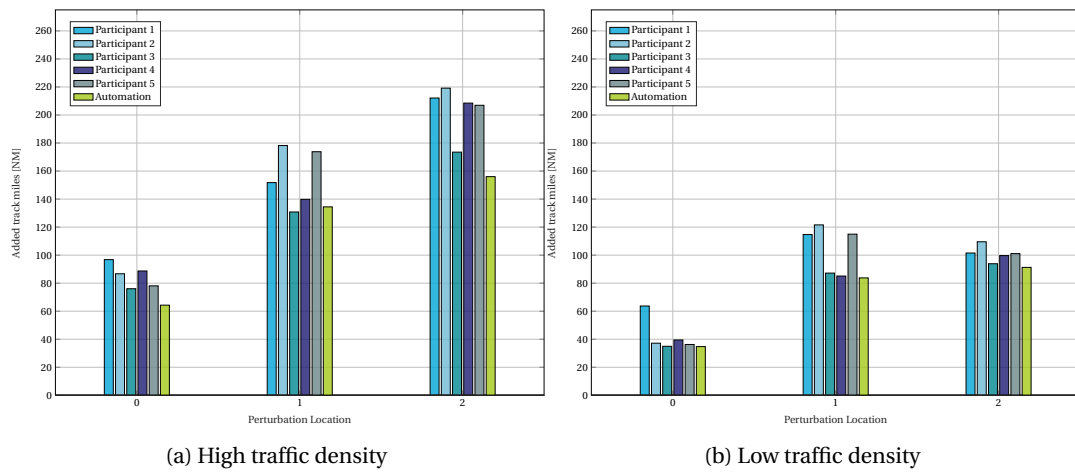 260
240
220
200
180
160
140
120
100
80
60
40
20
0
Added track miles [NM]
Participant 1
Participant 2
Participant 3
Participant 4
Participant 5
Automation
0
1
2
Perturbation Location
(a) High traffic density
260
240
220
200
180
160
140
120
100
80
60
40
20
0
Added track miles [NM]
Participant 1
Participant 2
Participant 3
Participant 4
Participant 5
Automation
0
1
2
Perturbation Location
(b) Low traffic density